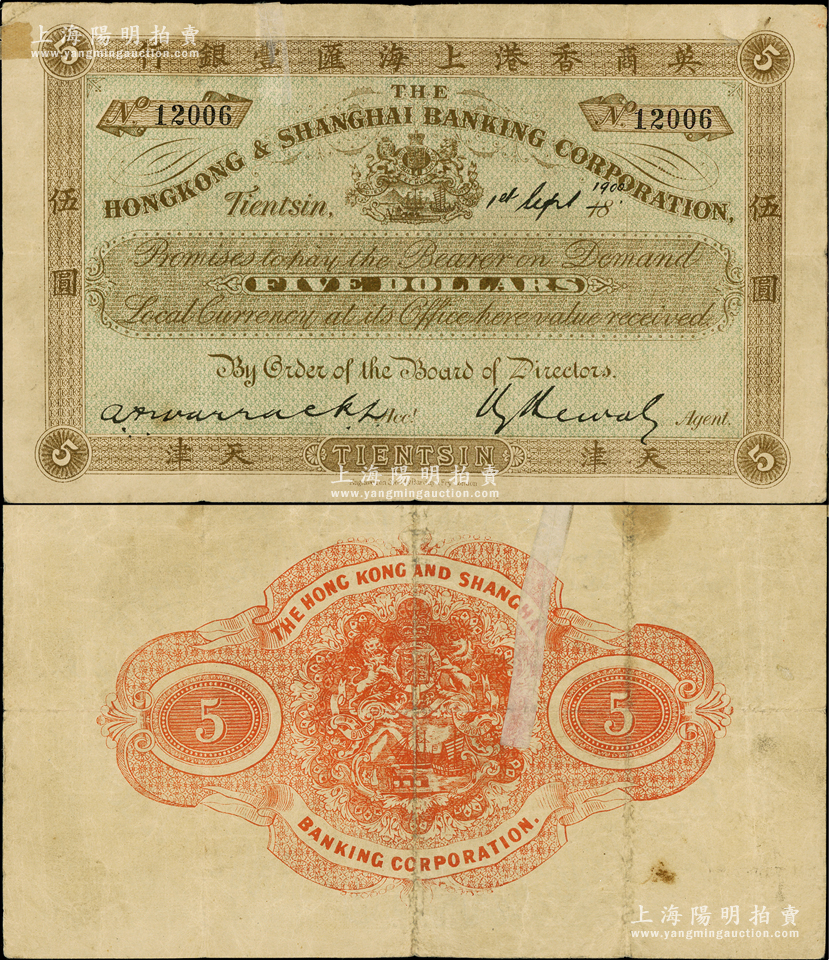 上海陽明拍賣
www.yangmingauction.com
5 英商香港上海滙豐銀行 5
THE
No 12006 No 12006
HONGKONG & SHANGHAI BANKING CORPORATION,
Tientsin, 1st Sept 1900 18
伍圓
伍圓
Promises to pay the Bearer on Demand
FIVE DOLLARS
Local Currency at its Office here value received
By Order of the Board of Directors.
Acct. Agent.
5 天津 TIENTSIN 天津 5
上海陽明拍賣
www.yangmingauction.com
THE HONG KONG AND SHANGHAI
5 5
BANKING CORPORATION.
上海陽明拍賣
www.yangmingauction.com